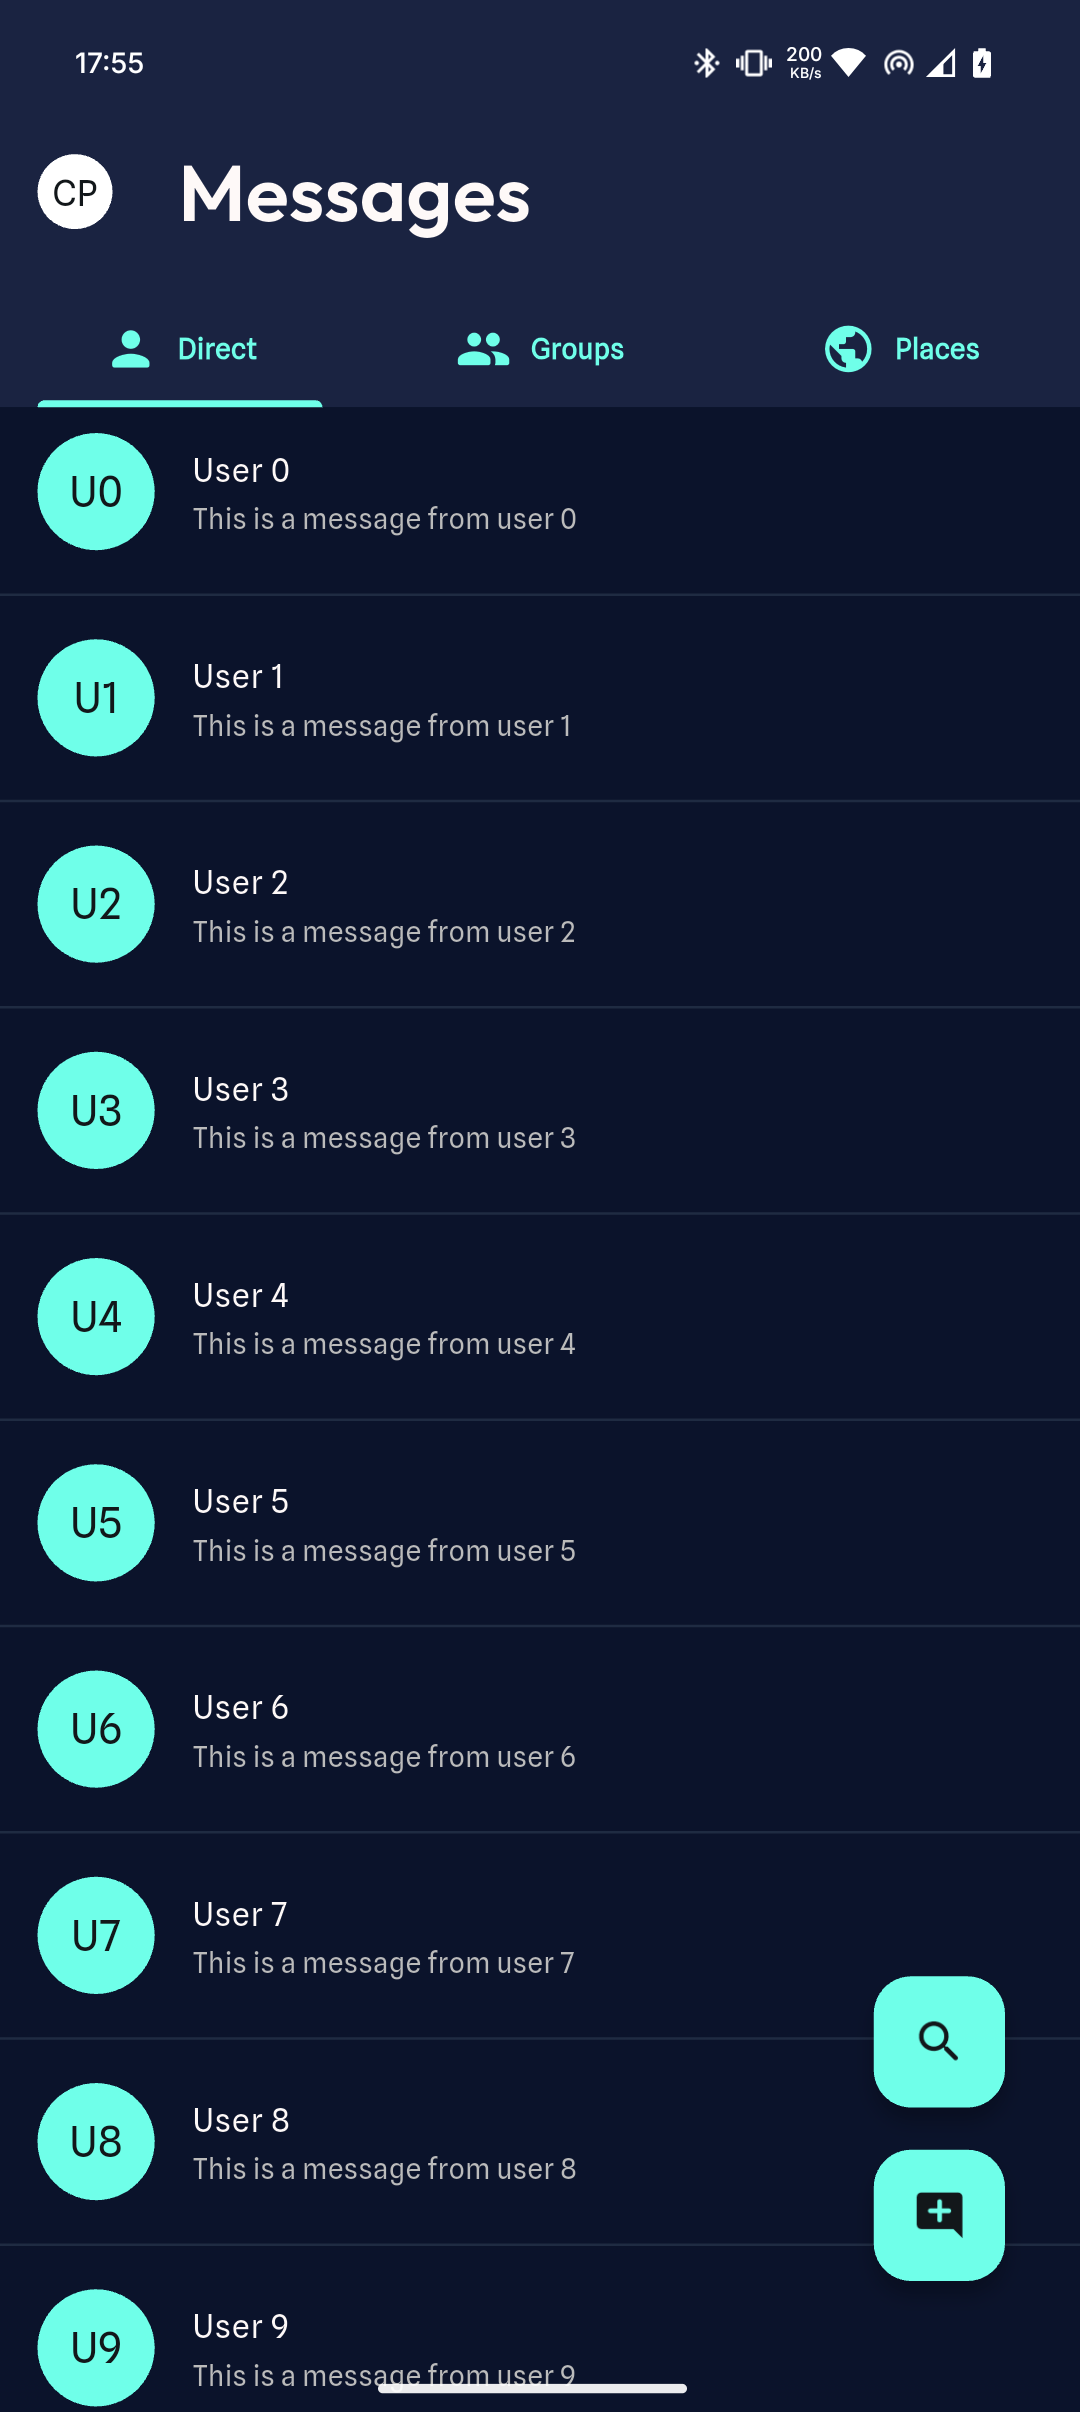 17:55
200
KB/s
CP
Messages
Direct
Groups
Places
U0
User 0
This is a message from user 0
U1
User 1
This is a message from user 1
U2
User 2
This is a message from user 2
U3
User 3
This is a message from user 3
U4
User 4
This is a message from user 4
U5
User 5
This is a message from user 5
U6
User 6
This is a message from user 6
U7
User 7
This is a message from user 7
U8
User 8
This is a message from user 8
U9
User 9
This is a message from user 9